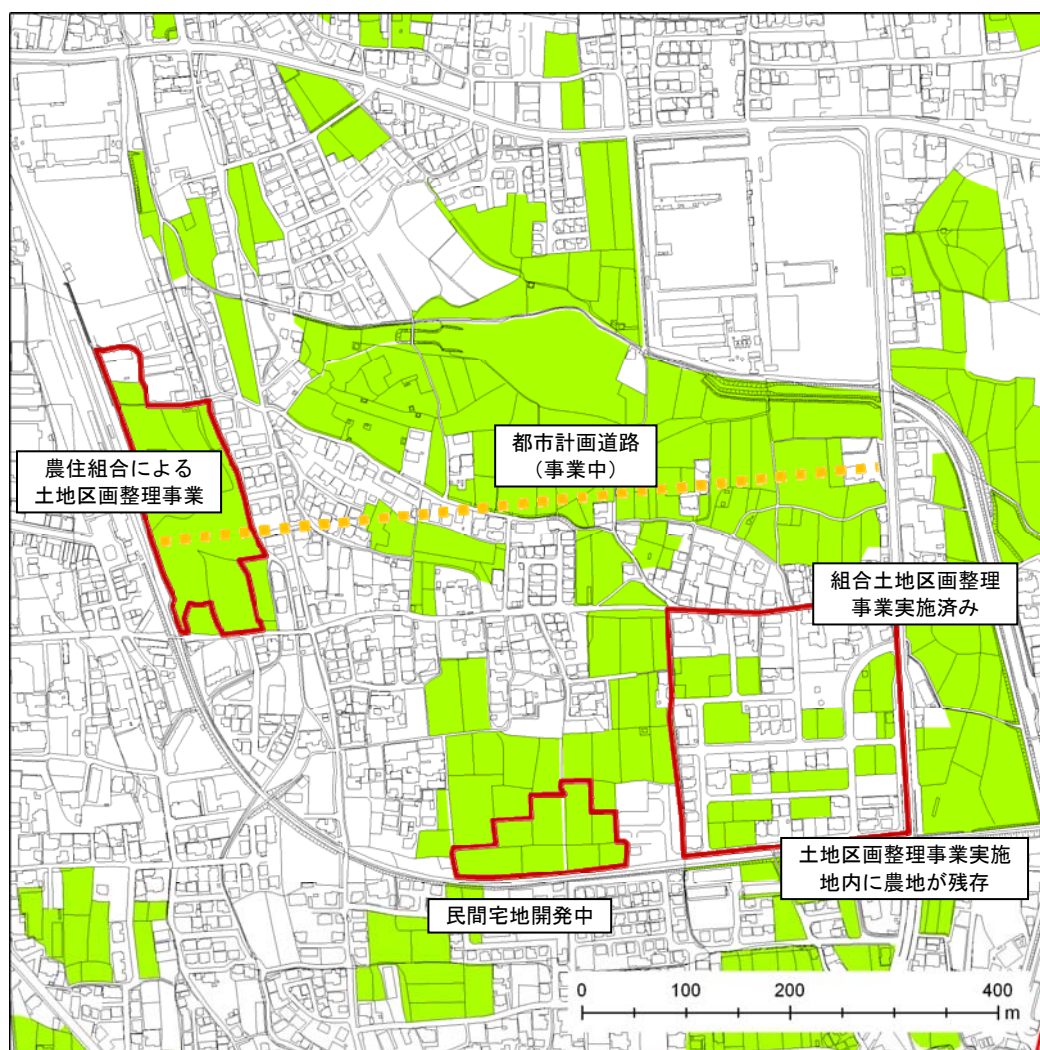 都市計画道路
（事業中）
農住組合による
土地区画整理事業
組合土地区画整理
事業実施済み
土地区画整理事業実施
地内に農地が残存
民間宅地開発中
0 100 200 400
m